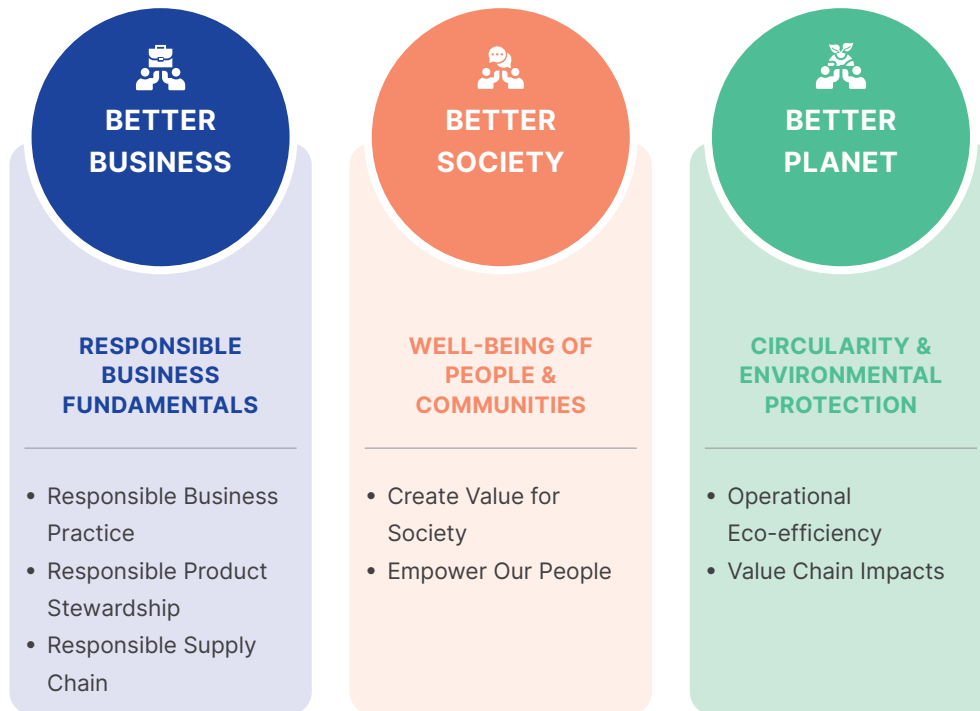 BETTER
BUSINESS
RESPONSIBLE
BUSINESS
FUNDAMENTALS
• Responsible Business
Practice
• Responsible Product
Stewardship
• Responsible Supply
Chain
BETTER
SOCIETY
WELL-BEING OF
PEOPLE &
COMMUNITIES
• Create Value for
Society
• Empower Our People
BETTER
PLANET
CIRCULARITY &
ENVIRONMENTAL
PROTECTION
• Operational
Eco-efficiency
• Value Chain Impacts